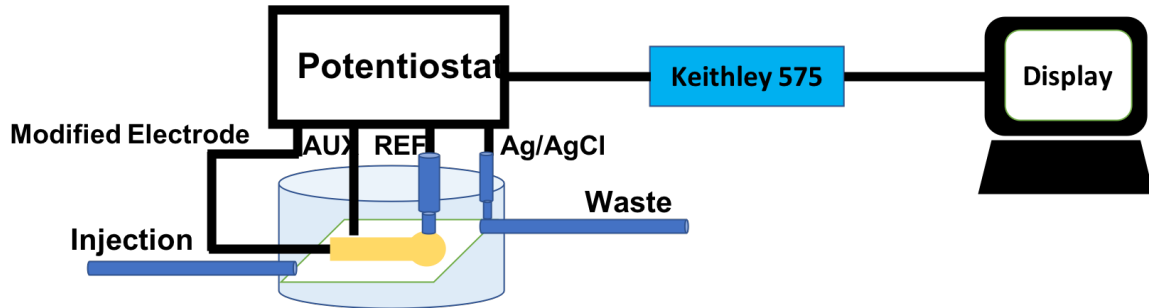 Potentiostat
Keithley 575
Display
Modified Electrode
AUX
REF
Ag/AgCl
Waste
Injection